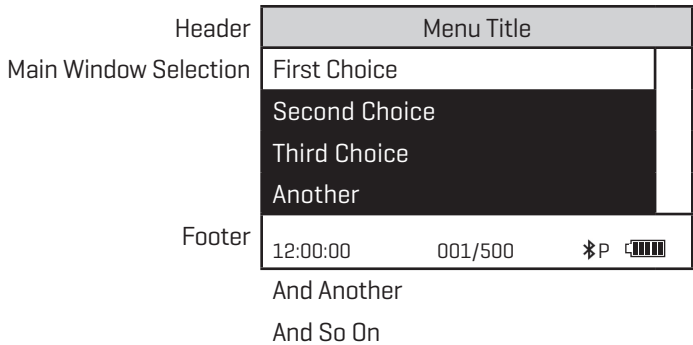 Header Menu Title
Main Window Selection First Choice
Second Choice
Third Choice
Another
Footer 12:00:00 001/500 P
And Another
And So On